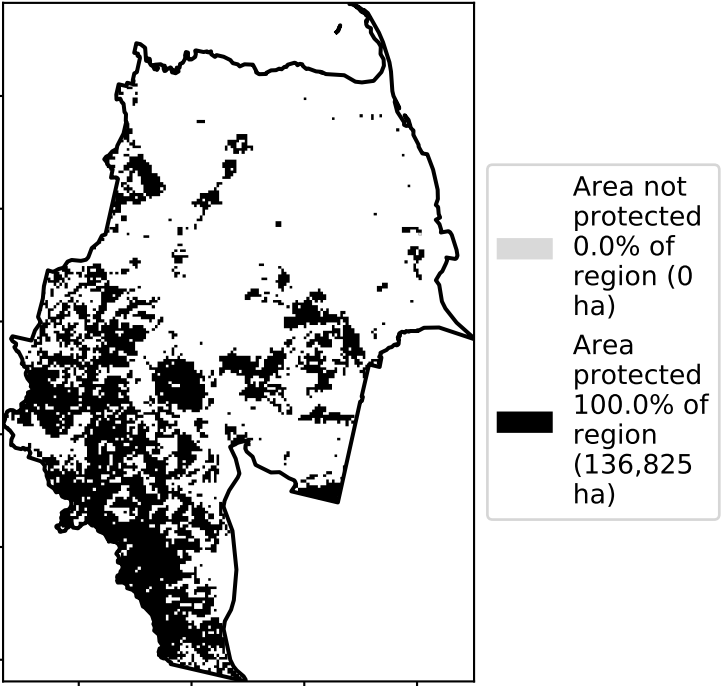 Area not
protected
0.0% of
region (0
ha)
Area
protected
100.0% of
region
(136,825
ha)